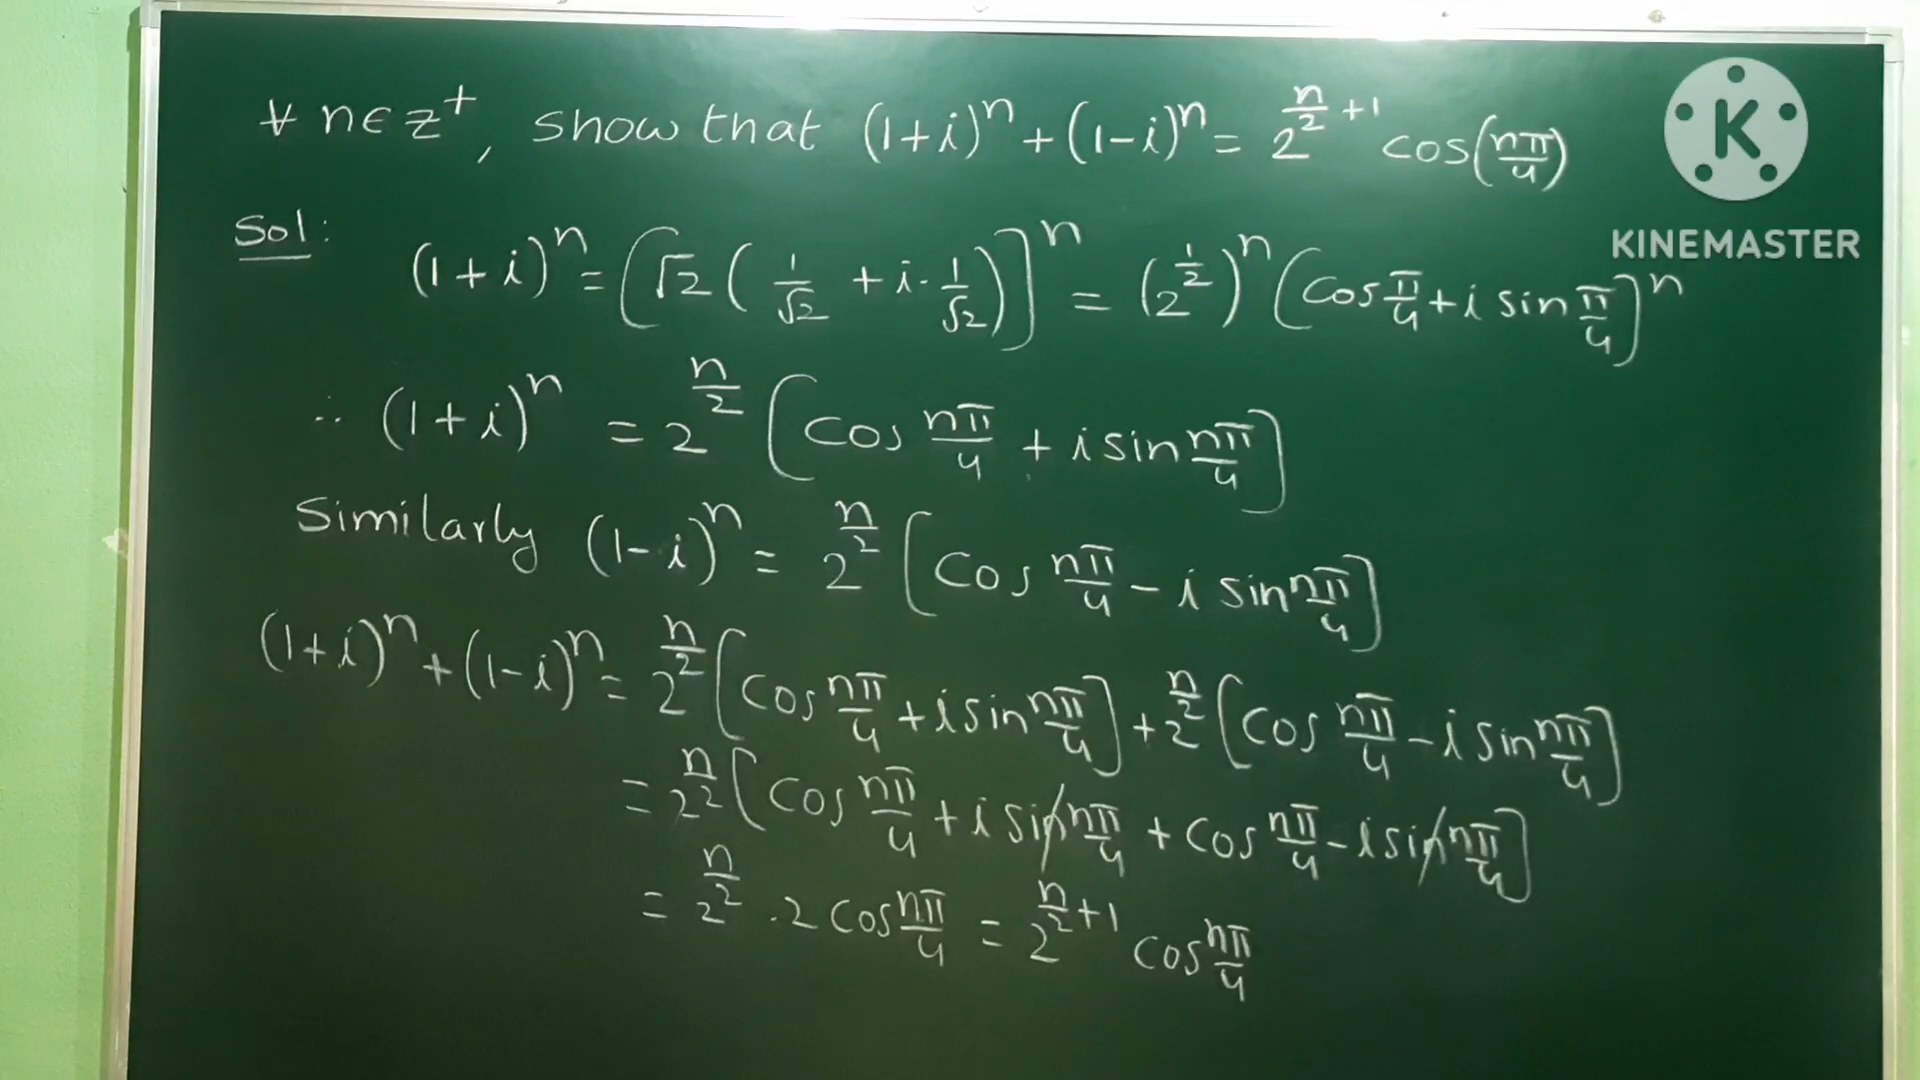 ∀ n∈z⁺, show that (1+i)ⁿ + (1-i)ⁿ = 2^(n/2 +1) cos(nπ/4)
K
KINEMASTER
Sol:
(1+i)ⁿ = [√2 (1/√2 + i·1/√2)]ⁿ = (2^(1/2))ⁿ [Cos π/4 + i sin π/4]ⁿ
∴ (1+i)ⁿ = 2^(n/2) [Cos nπ/4 + i sin nπ/4]
Similarly (1-i)ⁿ = 2^(n/2) [Cos nπ/4 - i sin nπ/4]
(1+i)ⁿ + (1-i)ⁿ = 2^(n/2) [Cos nπ/4 + i sin nπ/4] + 2^(n/2) [Cos nπ/4 - i sin nπ/4]
= 2^(n/2) [Cos nπ/4 + i sin nπ/4 + Cos nπ/4 - i sin nπ/4]
= 2^(n/2) . 2 Cos nπ/4 = 2^(n/2 +1) Cos nπ/4